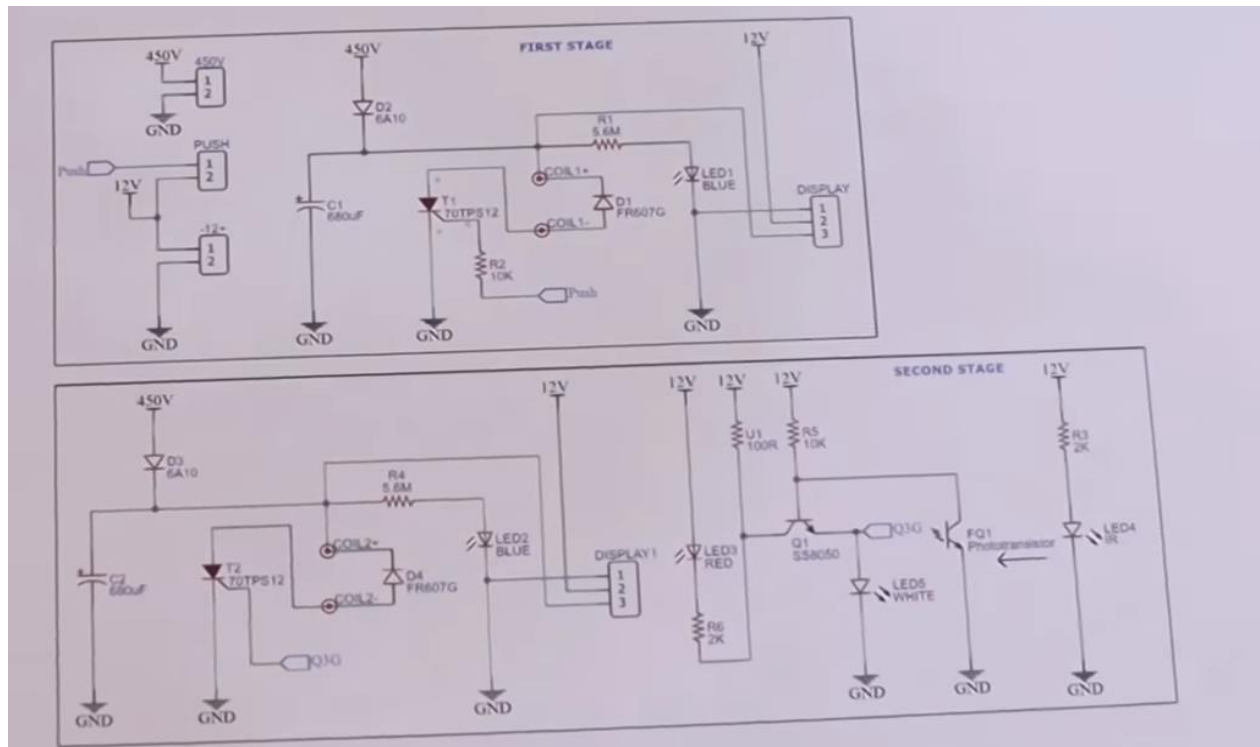 FIRST STAGE
450V
450V
1
2
GND
Push
PUSH
1
2
12V
-12+
1
2
GND
450V
D2
6A10
C1
680uF
GND
T1
70TPS12
R2
10K
Push
GND
COIL1+
COIL1-
D1
FR607G
R1
5.6M
LED1
BLUE
GND
12V
DISPLAY
1
2
3
SECOND STAGE
450V
D3
6A10
C2
680uF
GND
T2
70TPS12
Q3G
GND
COIL2+
COIL2-
D4
FR607G
R4
5.6M
LED2
BLUE
GND
12V
DISPLAY1
1
2
3
12V
LED3
RED
R6
2K
12V
U1
100R
12V
R5
10K
Q1
SS8050
Q3G
LED5
WHITE
GND
FQ1
Phototransistor
GND
12V
R3
2K
LED4
IR
GND